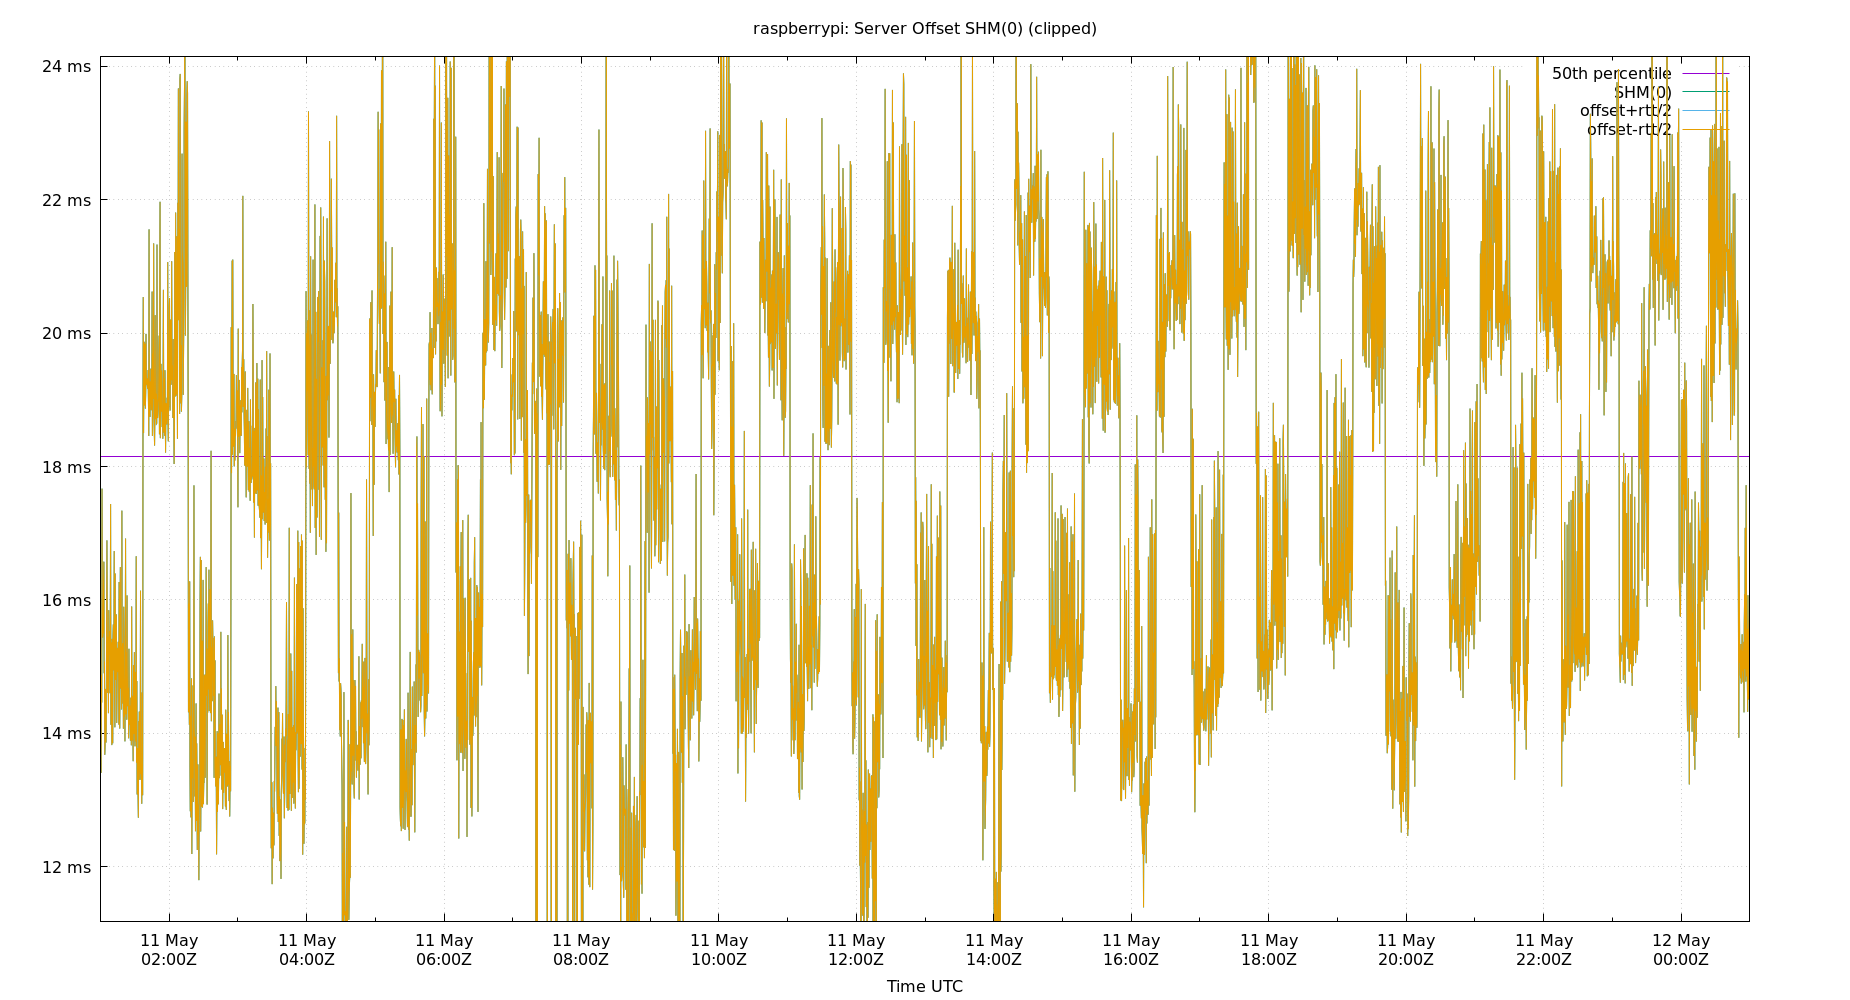 raspberrypi: Server Offset SHM(0) (clipped)
24 ms
22 ms
20 ms
18 ms
16 ms
14 ms
12 ms
50th percentile
SHM(0)
offset+rtt/2
offset-rtt/2
11 May
02:00Z
11 May
04:00Z
11 May
06:00Z
11 May
08:00Z
11 May
10:00Z
11 May
12:00Z
11 May
14:00Z
11 May
16:00Z
11 May
18:00Z
11 May
20:00Z
11 May
22:00Z
12 May
00:00Z
Time UTC